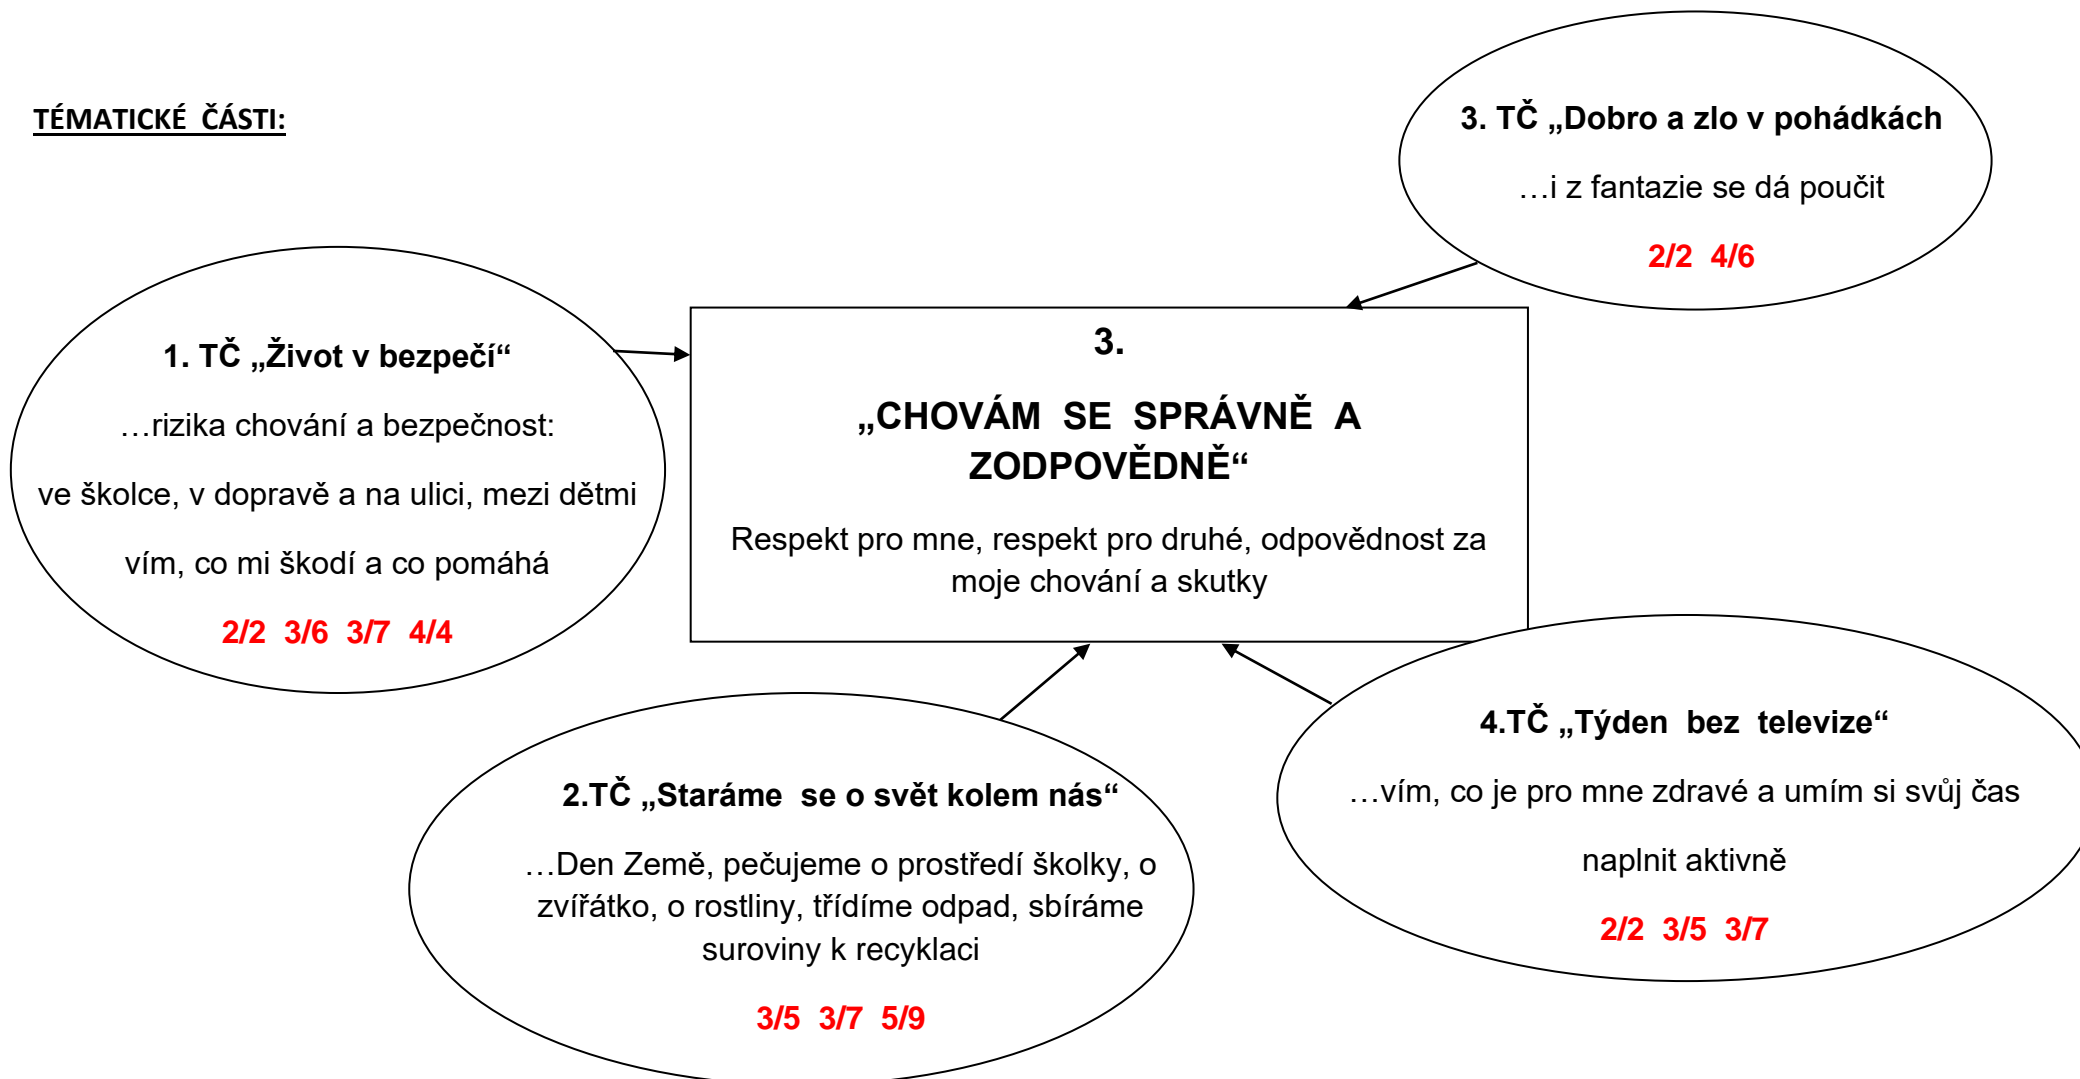 TÉMATICKÉ ČÁSTI:
3. TČ „Dobro a zlo v pohádkách
…i z fantazie se dá poučit
2/2 4/6
1. TČ „Život v bezpečí“
…rizika chování a bezpečnost:
ve školce, v dopravě a na ulici, mezi dětmi
vím, co mi škodí a co pomáhá
2/2 3/6 3/7 4/4
3.
„CHOVÁM SE SPRÁVNĚ A
ZODPOVĚDNĚ“
Respekt pro mne, respekt pro druhé, odpovědnost za
moje chování a skutky
2.TČ „Staráme se o svět kolem nás“
…Den Země, pečujeme o prostředí školky, o
zvířátko, o rostliny, třídíme odpad, sbíráme
suroviny k recyklaci
3/5 3/7 5/9
4.TČ „Týden bez televize“
…vím, co je pro mne zdravé a umím si svůj čas
naplnit aktivně
2/2 3/5 3/7